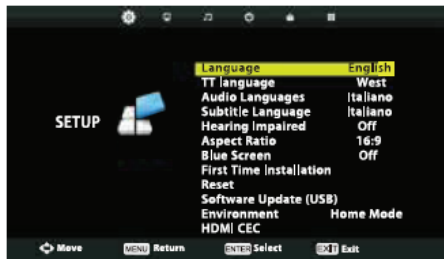 Language English
TT language West
Audio Languages Italiano
Subtitle Language Italiano
SETUP
Hearing Impaired Off
Aspect Ratio 16:9
Blue Screen Off
First Time Installation
Reset
Software Update (USB)
Environment Home Mode
HDMI CEC
Move MENU Return ENTER Select EXIT Exit